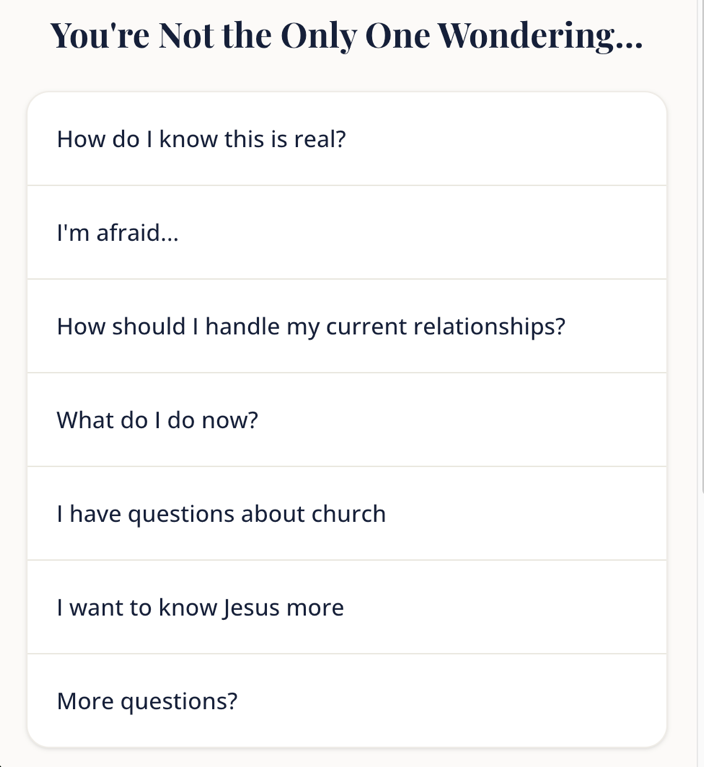 You're Not the Only One Wondering...
How do I know this is real?
I'm afraid...
How should I handle my current relationships?
What do I do now?
I have questions about church
I want to know Jesus more
More questions?